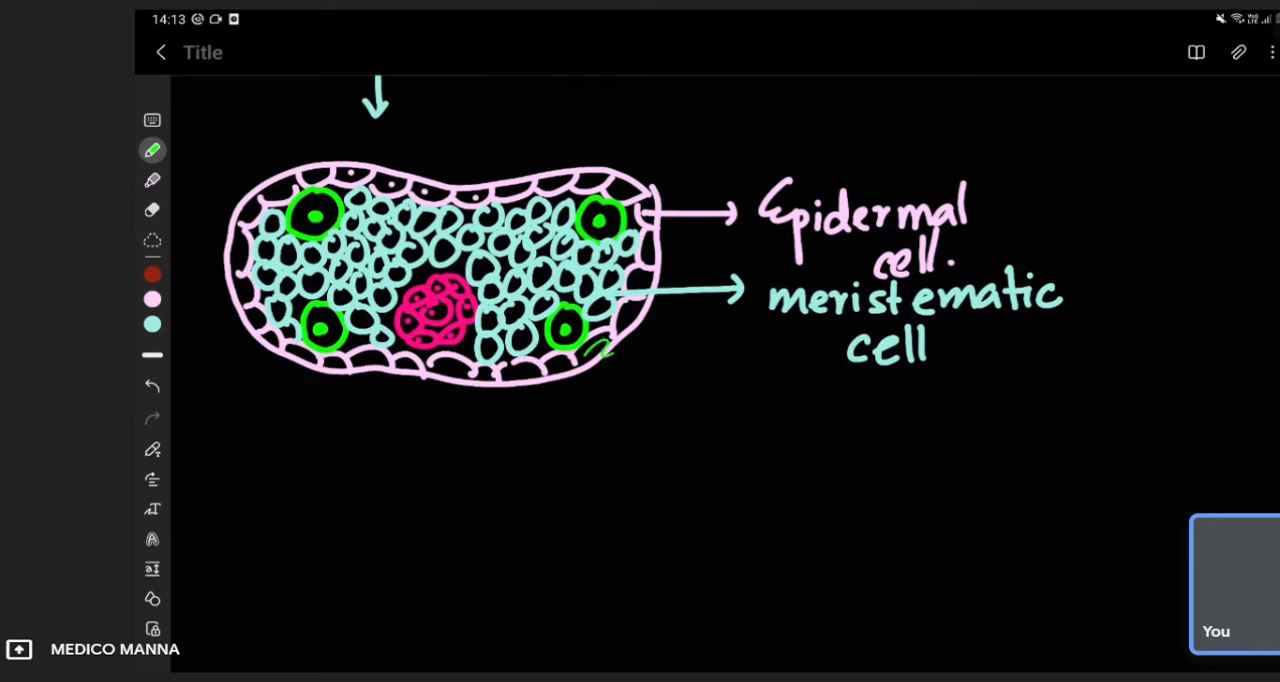 14:13
Title
Epidermal
cell.
meristematic
cell
You
MEDICO MANNA